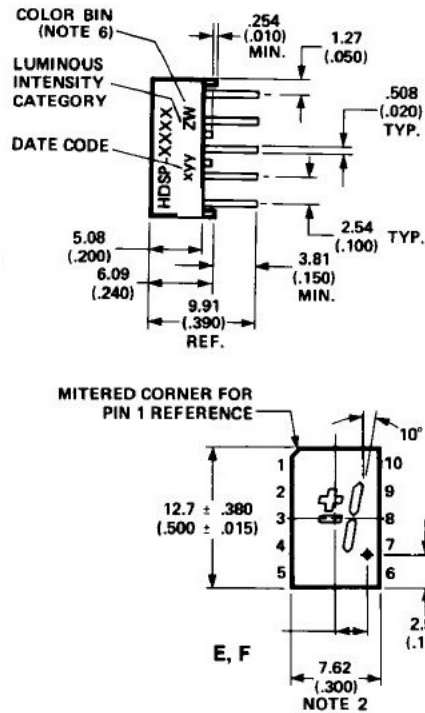 COLOR BIN
(NOTE 6)
LUMINOUS
INTENSITY
CATEGORY
DATE CODE
.254
(.010)
MIN.
1.27
(.050)
.508
(.020)
TYP.
HDSP-XXXX
xyy
ZW
5.08
(.200)
6.09
(.240)
9.91
(.390)
REF.
3.81
(.150)
MIN.
2.54
(.100)
TYP.
MITERED CORNER FOR
PIN 1 REFERENCE
10°
12.7 ± .380
(.500 ± .015)
1
2
3
4
5
10
9
8
7
6
E, F
7.62
(.300)
NOTE 2